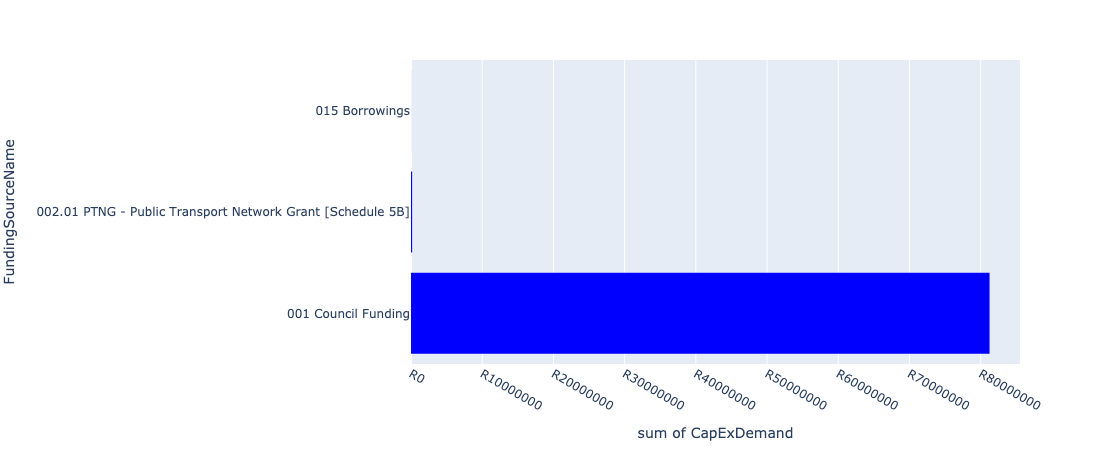 FundingSourceName
015 Borrowings
002.01 PTNG - Public Transport Network Grant [Schedule 5B]
001 Council Funding
R0
R10000000
R20000000
R30000000
R40000000
R50000000
R60000000
R70000000
R80000000
sum of CapExDemand